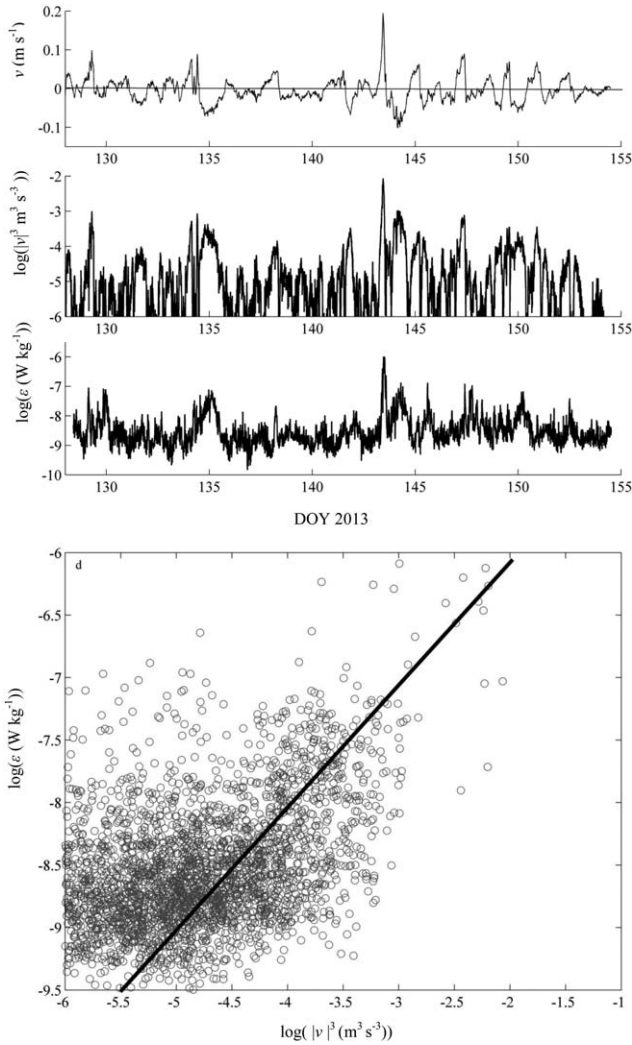 v (m s⁻¹)
0.2
0.1
0
-0.1
130 135 140 145 150 155
log(|v|³ m³ s⁻³ ))
-2
-3
-4
-5
-6
130 135 140 145 150 155
log(ε (W kg⁻¹))
-6
-7
-8
-9
-10
130 135 140 145 150 155
DOY 2013
d
log(ε (W kg⁻¹))
-6
-6.5
-7
-7.5
-8
-8.5
-9
-9.5
-6 -5.5 -5 -4.5 -4 -3.5 -3 -2.5 -2 -1.5 -1
log( |v| ³ (m³ s⁻³))